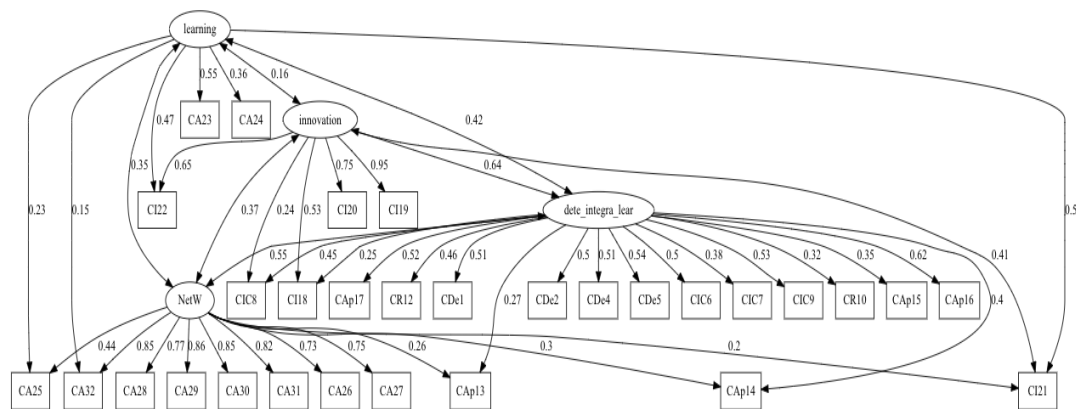 learning
0.55 0.36 0.16
CA23 CA24
0.47
innovation
0.42
0.35 0.65
0.64
0.75 0.95
CI22 CI20 CI19
dete_integra_lear
0.23 0.15 0.37 0.24 0.53 0.5
0.55 0.45 0.25 0.52 0.46 0.51 0.5 0.51 0.54 0.5 0.38 0.53 0.32 0.35 0.62 0.41
NetW CIC8 CI18 CAp17 CR12 CDe1 0.27 CDe2 CDe4 CDe5 CIC6 CIC7 CIC9 CR10 CAp15 CAp16 0.4
0.44 0.85 0.77 0.86 0.85 0.82 0.73 0.75 0.26 0.3 0.2
CA25 CA32 CA28 CA29 CA30 CA31 CA26 CA27 CAp13 CAp14 CI21